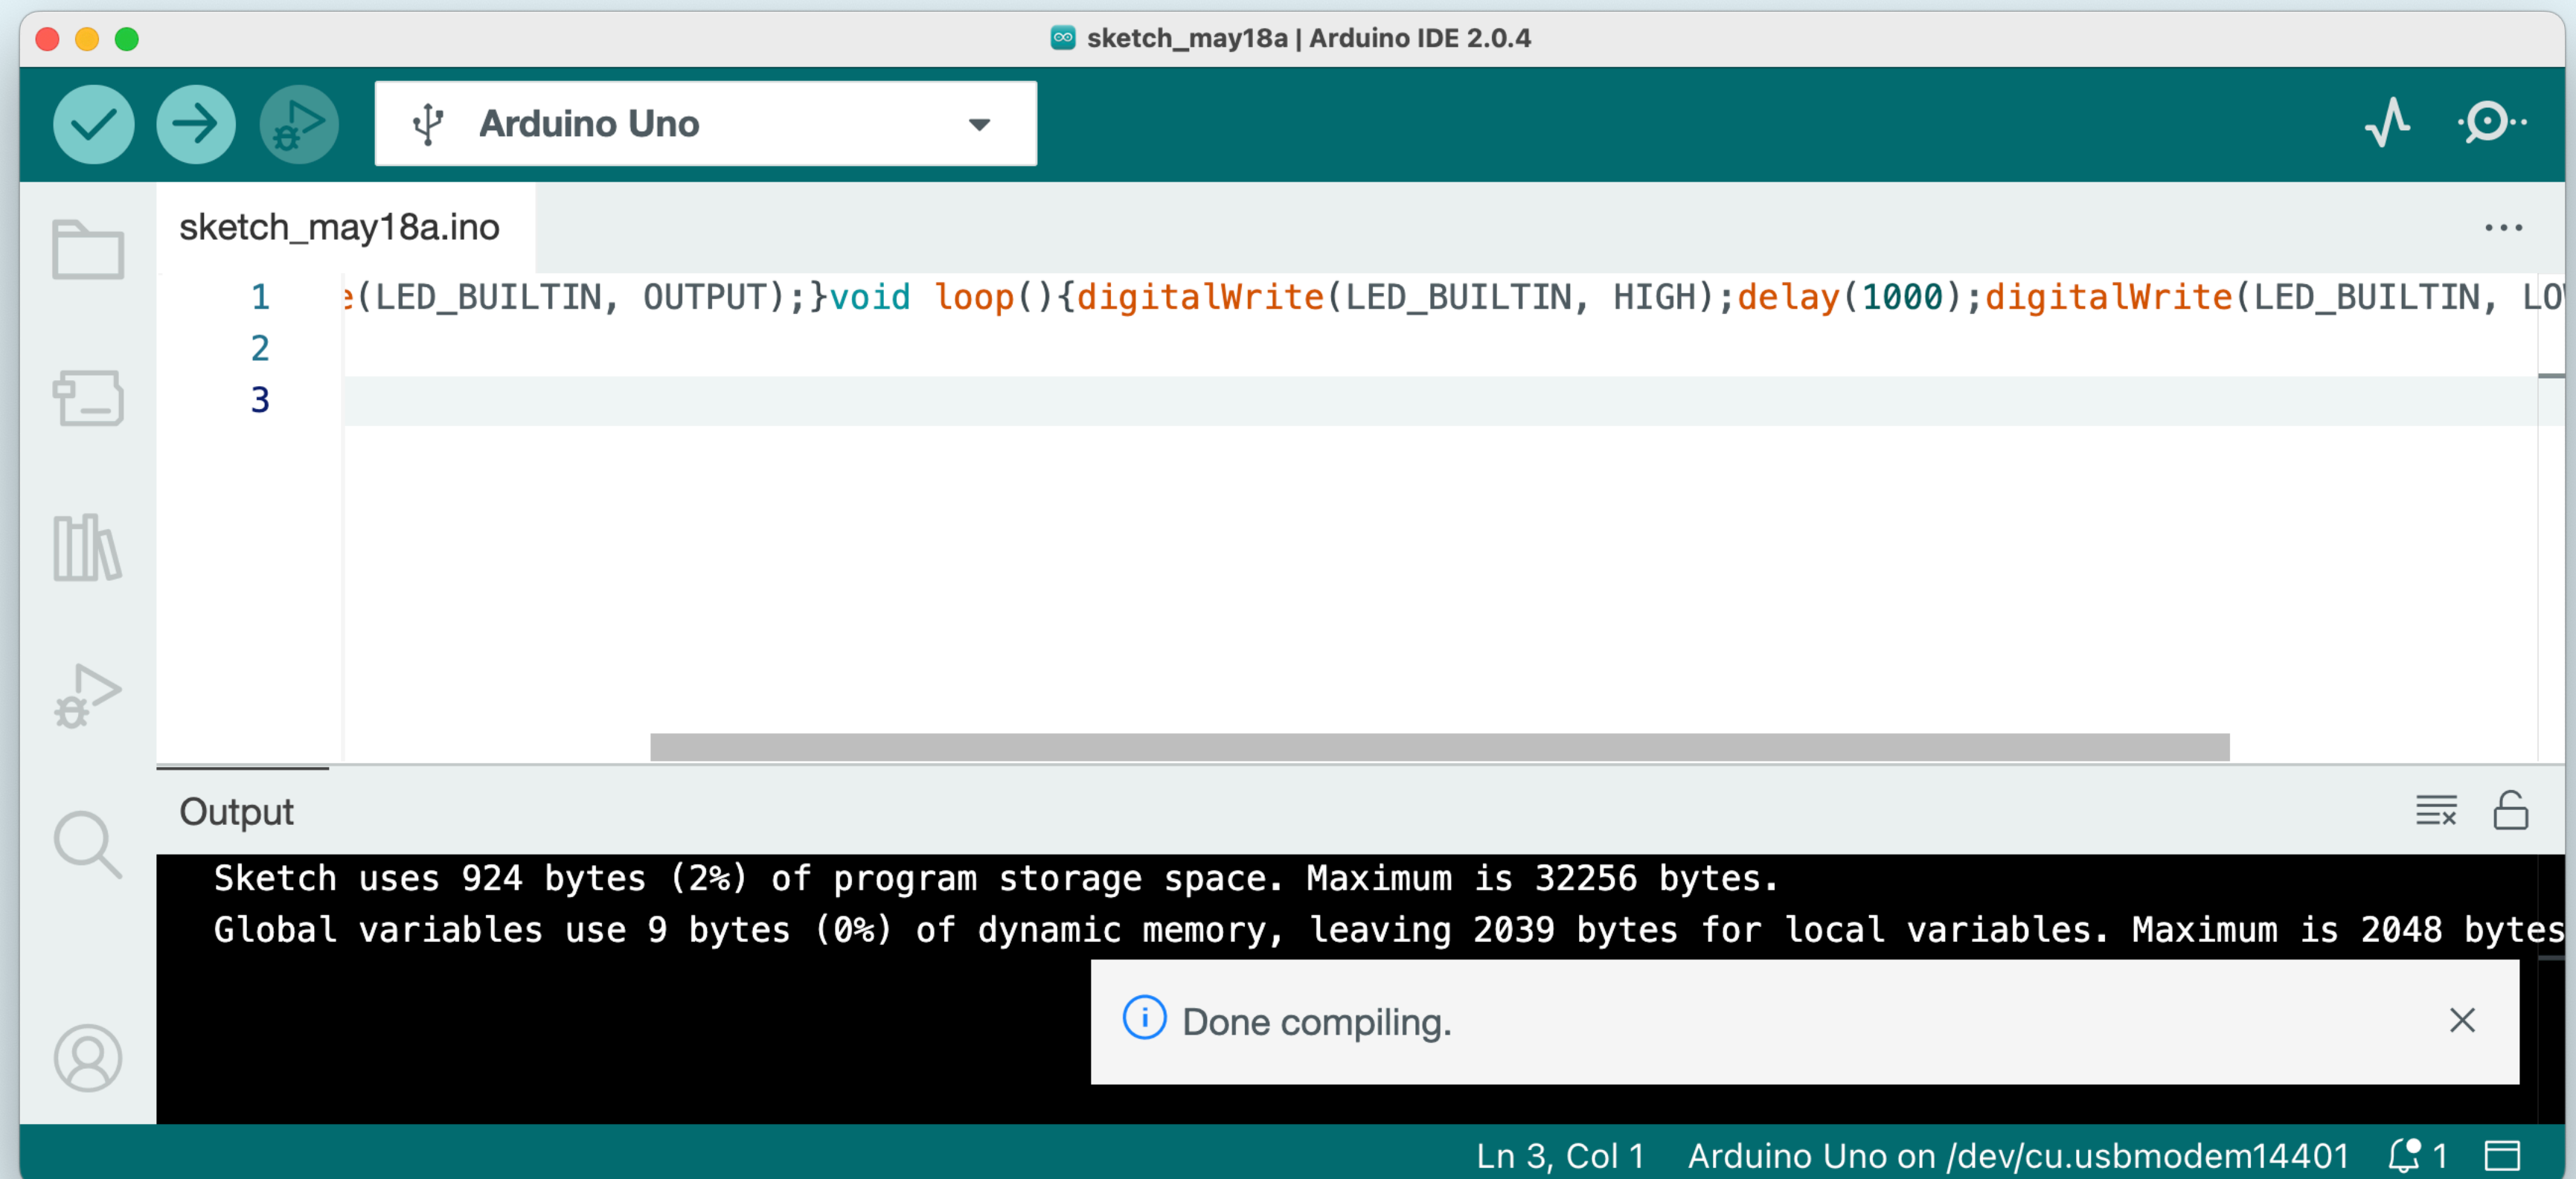 sketch_may18a | Arduino IDE 2.0.4
Arduino Uno
sketch_may18a.ino
1 e(LED_BUILTIN, OUTPUT);}void loop(){digitalWrite(LED_BUILTIN, HIGH);delay(1000);digitalWrite(LED_BUILTIN, LO
2
3
Output
Sketch uses 924 bytes (2%) of program storage space. Maximum is 32256 bytes.
Global variables use 9 bytes (0%) of dynamic memory, leaving 2039 bytes for local variables. Maximum is 2048 bytes
Done compiling.
Ln 3, Col 1 Arduino Uno on /dev/cu.usbmodem14401 1